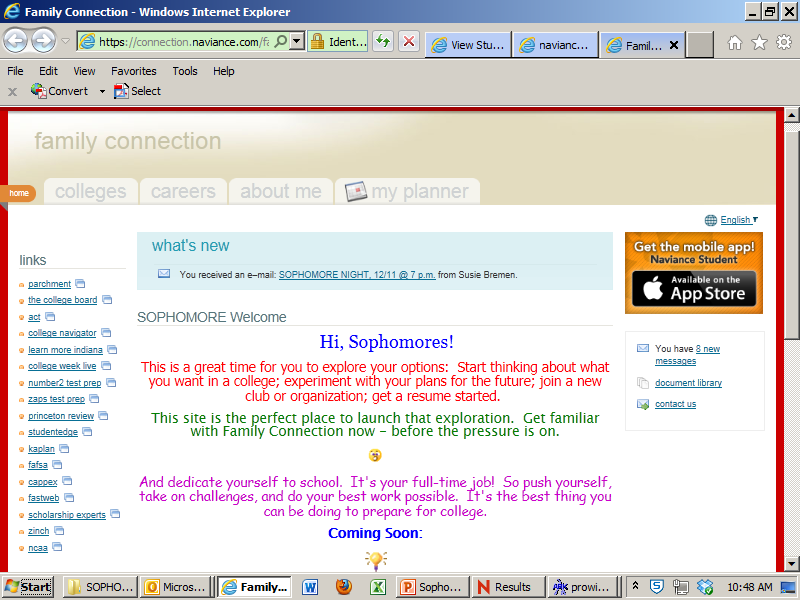 Family Connection - Windows Internet Explorer
https://connection.naviance.com/fa
Ident...
View Stu...
navianc...
Famil...
File Edit View Favorites Tools Help
Convert
Select
family connection
home
colleges
careers
about me
my planner
English
links
parchment
the college board
act
college navigator
learn more indiana
college week live
number2 test prep
zaps test prep
princeton review
studentedge
kaplan
fafsa
cappex
fastweb
scholarship experts
zinch
ncaa
what's new
You received an e–mail: SOPHOMORE NIGHT, 12/11 @ 7 p.m. from Susie Bremen.
SOPHOMORE Welcome
Hi, Sophomores!
This is a great time for you to explore your options: Start thinking about what
you want in a college; experiment with your plans for the future; join a new
club or organization; get a resume started.
This site is the perfect place to launch that exploration. Get familiar
with Family Connection now - before the pressure is on.
And dedicate yourself to school. It's your full-time job! So push yourself,
take on challenges, and do your best work possible. It's the best thing you
can be doing to prepare for college.
Coming Soon:
Get the mobile app!
Naviance Student
Available on the
App Store
You have 8 new
messages
document library
contact us
Start
SOPHO...
Micros...
Family...
Sopho...
Results
prowi...
10:48 AM